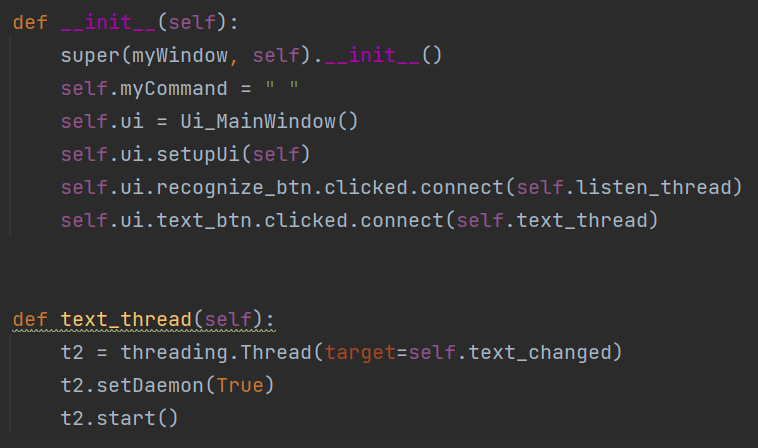 def __init__(self):
    super(myWindow, self).__init__()
    self.myCommand = " "
    self.ui = Ui_MainWindow()
    self.ui.setupUi(self)
    self.ui.recognize_btn.clicked.connect(self.listen_thread)
    self.ui.text_btn.clicked.connect(self.text_thread)
def text_thread(self):
    t2 = threading.Thread(target=self.text_changed)
    t2.setDaemon(True)
    t2.start()